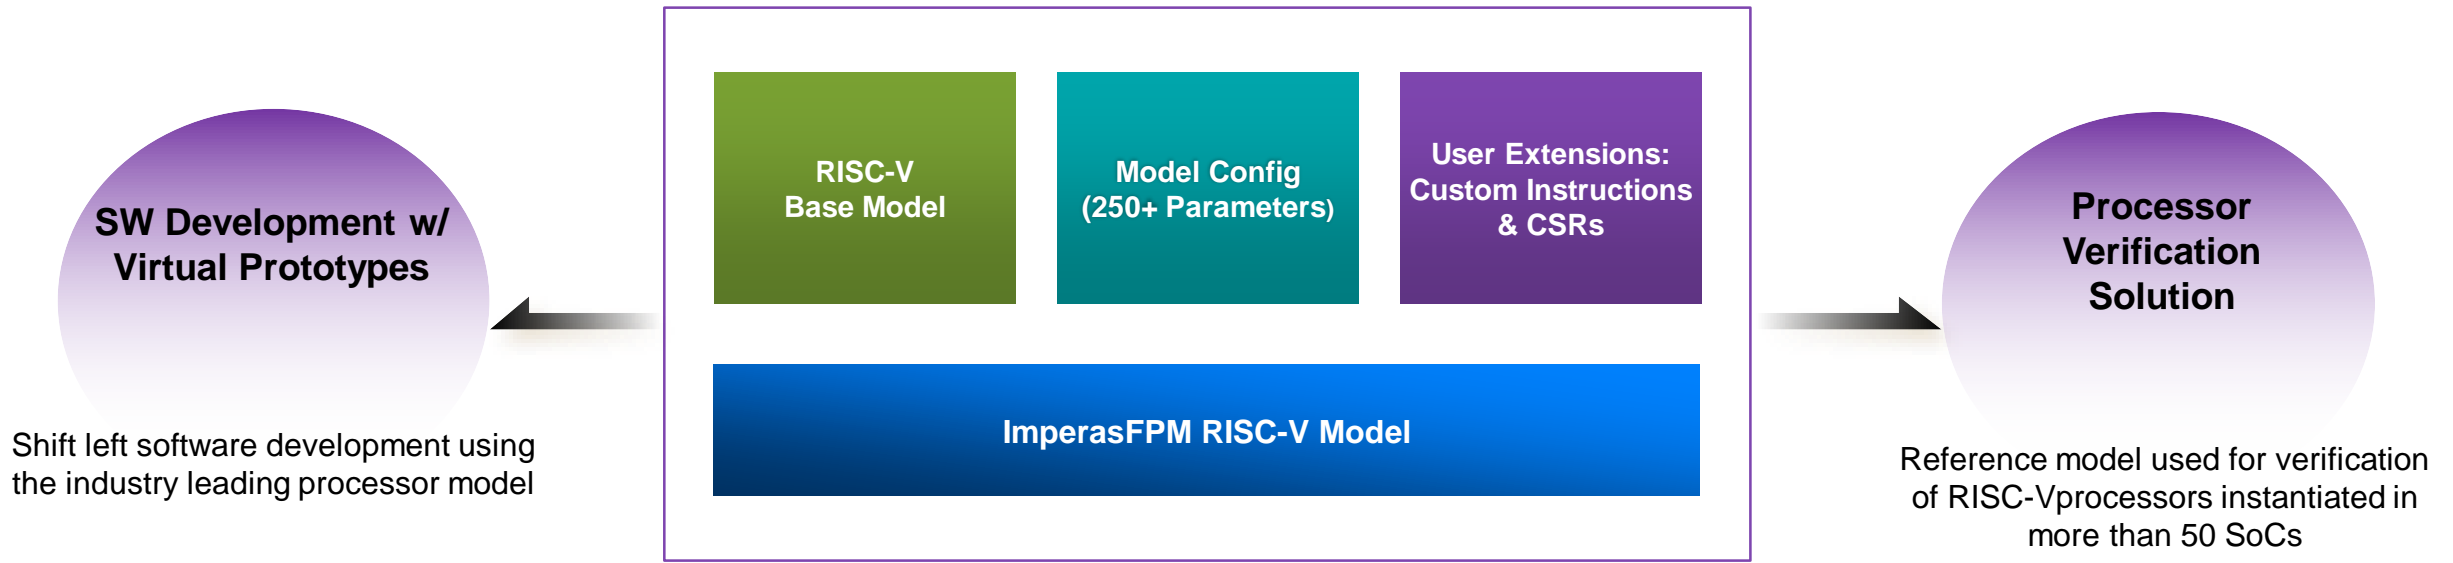 SW Development w/
Virtual Prototypes
Shift left software development using
the industry leading processor model
RISC-V
Base Model
Model Config
(250+ Parameters)
User Extensions:
Custom Instructions
& CSRs
ImperasFPM RISC-V Model
Processor
Verification
Solution
Reference model used for verification
of RISC-Vprocessors instantiated in
more than 50 SoCs